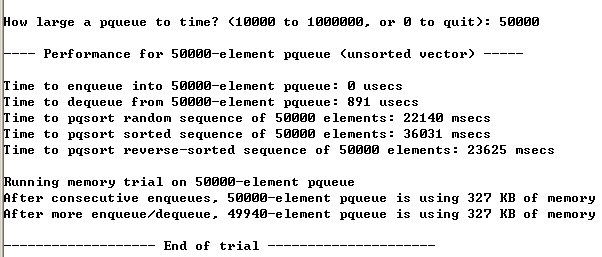 How large a pqueue to time? (10000 to 1000000, or 0 to quit): 50000
---- Performance for 50000-element pqueue (unsorted vector) -----
Time to enqueue into 50000-element pqueue: 0 usecs
Time to dequeue from 50000-element pqueue: 891 usecs
Time to pqsort random sequence of 50000 elements: 22140 msecs
Time to pqsort sorted sequence of 50000 elements: 36031 msecs
Time to pqsort reverse-sorted sequence of 50000 elements: 23625 msecs
Running memory trial on 50000-element pqueue
After consecutive enqueues, 50000-element pqueue is using 327 KB of memory
After more enqueue/dequeue, 49940-element pqueue is using 327 KB of memory
------------------- End of trial ---------------------